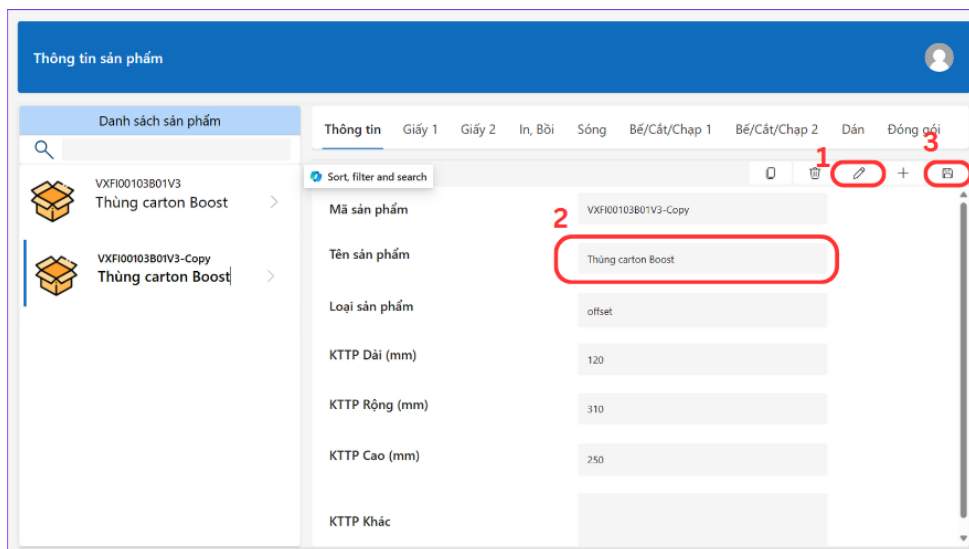 Thông tin sản phẩm
Danh sách sản phẩm
VXFI00103B01V3
Thùng carton Boost
VXFI00103B01V3-Copy
Thùng carton Boost
Thông tin Giấy 1 Giấy 2 In, Bồi Sóng Bế/Cắt/Chạp 1 Bế/Cắt/Chạp 2 Dán Đóng gói
Sort, filter and search
1
3
Mã sản phẩm VXFI00103B01V3-Copy
2
Tên sản phẩm Thùng carton Boost
Loại sản phẩm offset
KTTP Dài (mm) 120
KTTP Rộng (mm) 310
KTTP Cao (mm) 250
KTTP Khác